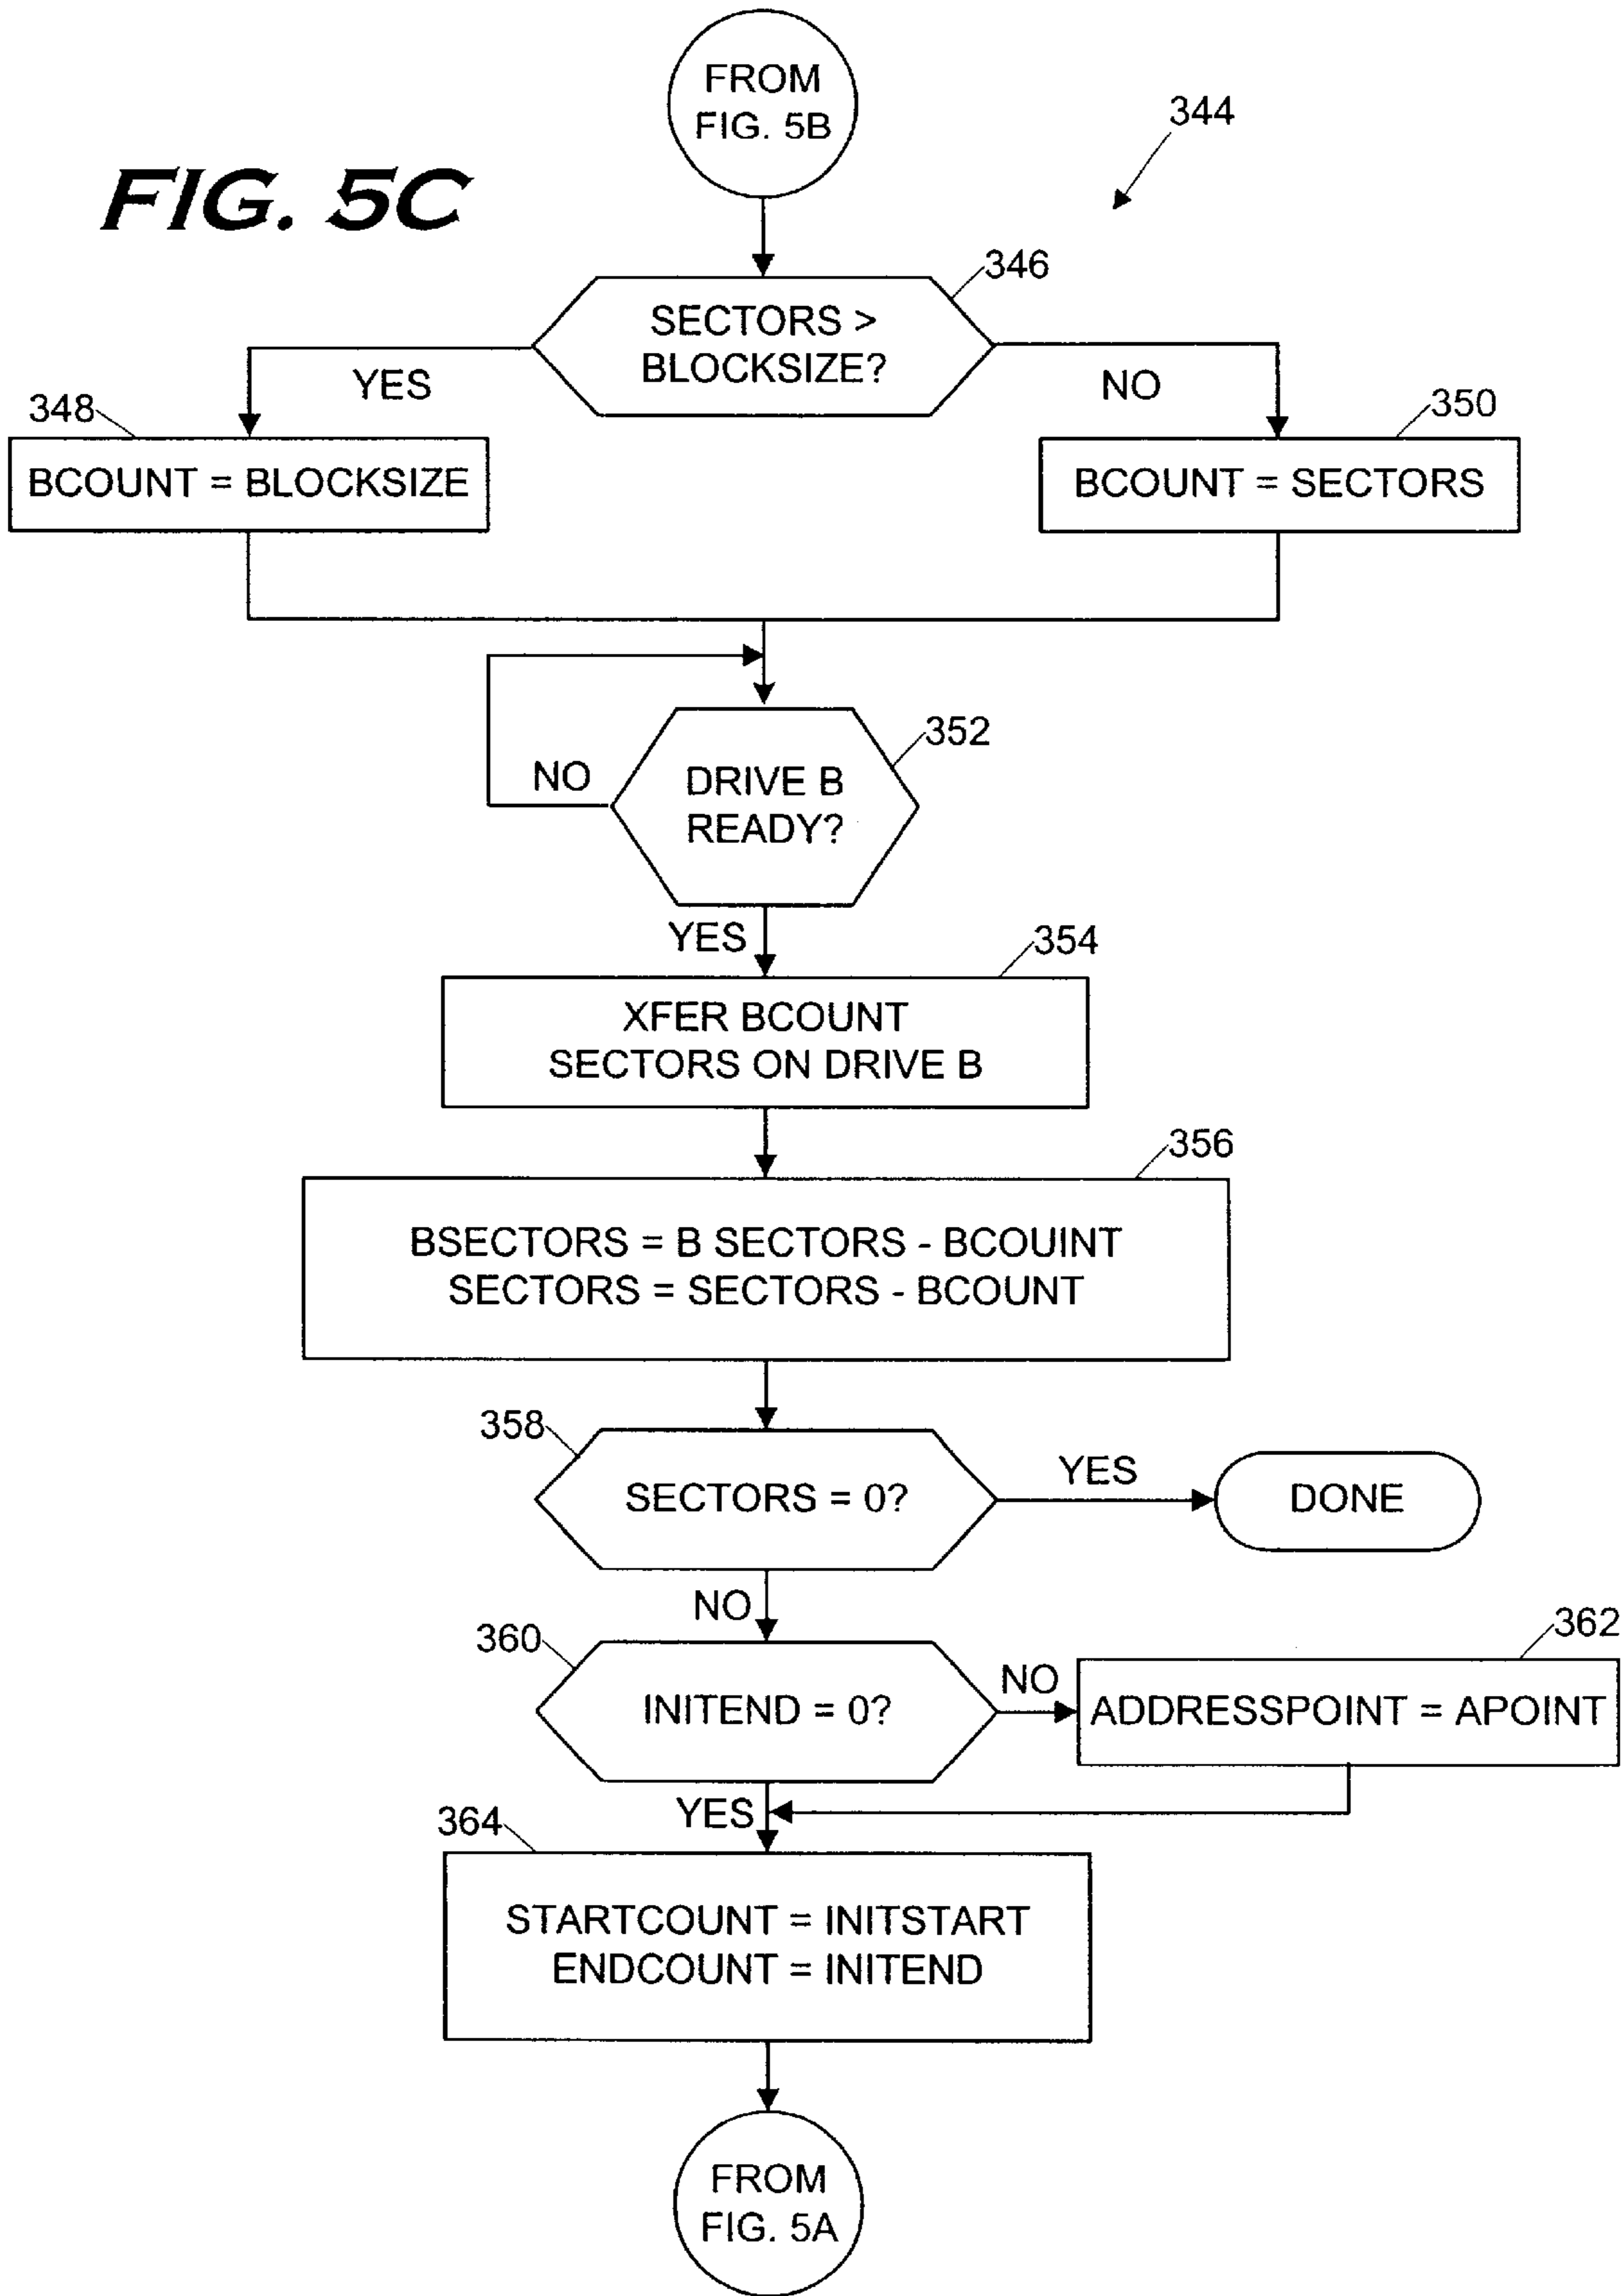 FROM
FIG. 5B
344
FIG. 5C
346
SECTORS >
BLOCKSIZE?
YES
NO
348
350
BCOUNT = BLOCKSIZE
BCOUNT = SECTORS
352
NO
DRIVE B
READY?
YES
354
XFER BCOUNT
SECTORS ON DRIVE B
356
BSECTORS = B SECTORS - BCOUINT
SECTORS = SECTORS - BCOUNT
358
YES
SECTORS = 0?
DONE
NO
360
362
NO
INITEND = 0?
ADDRESSPOINT = APOINT
YES
364
STARTCOUNT = INITSTART
ENDCOUNT = INITEND
FROM
FIG. 5A